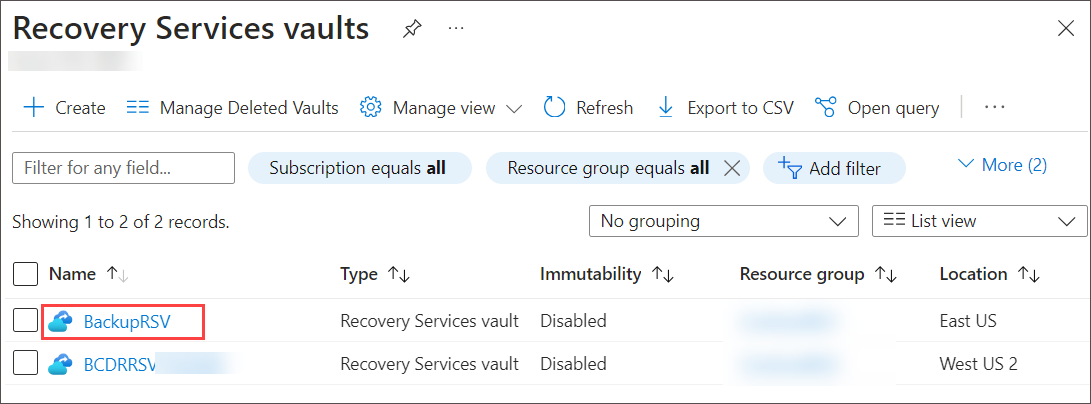 Recovery Services vaults ...
+ Create Manage Deleted Vaults Manage view Refresh Export to CSV Open query ...
Filter for any field... Subscription equals all Resource group equals all Add filter More (2)
Showing 1 to 2 of 2 records. No grouping List view
Name Type Immutability Resource group Location
BackupRSV Recovery Services vault Disabled East US
BCDRRSV Recovery Services vault Disabled West US 2